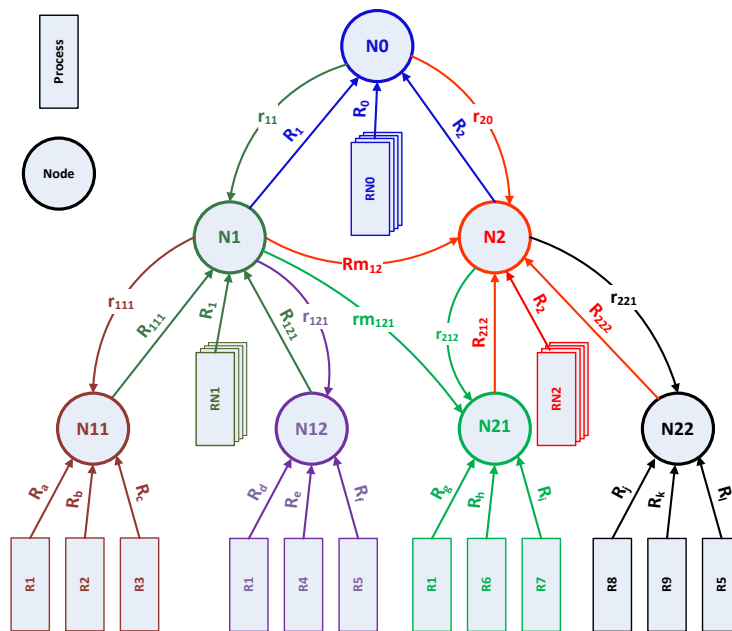 Process
Node
N0
r11
R1
R0
R2
r20
RN0
N1
N2
Rm12
r111
R111
R1
R121
r121
rm121
r212
R212
R2
R222
r221
RN1
RN2
N11
N12
N21
N22
Ra
Rb
Rc
Rd
Re
Rf
Rg
Rh
Ri
Rj
Rk
Rl
R1
R2
R3
R1
R4
R5
R1
R6
R7
R8
R9
R5